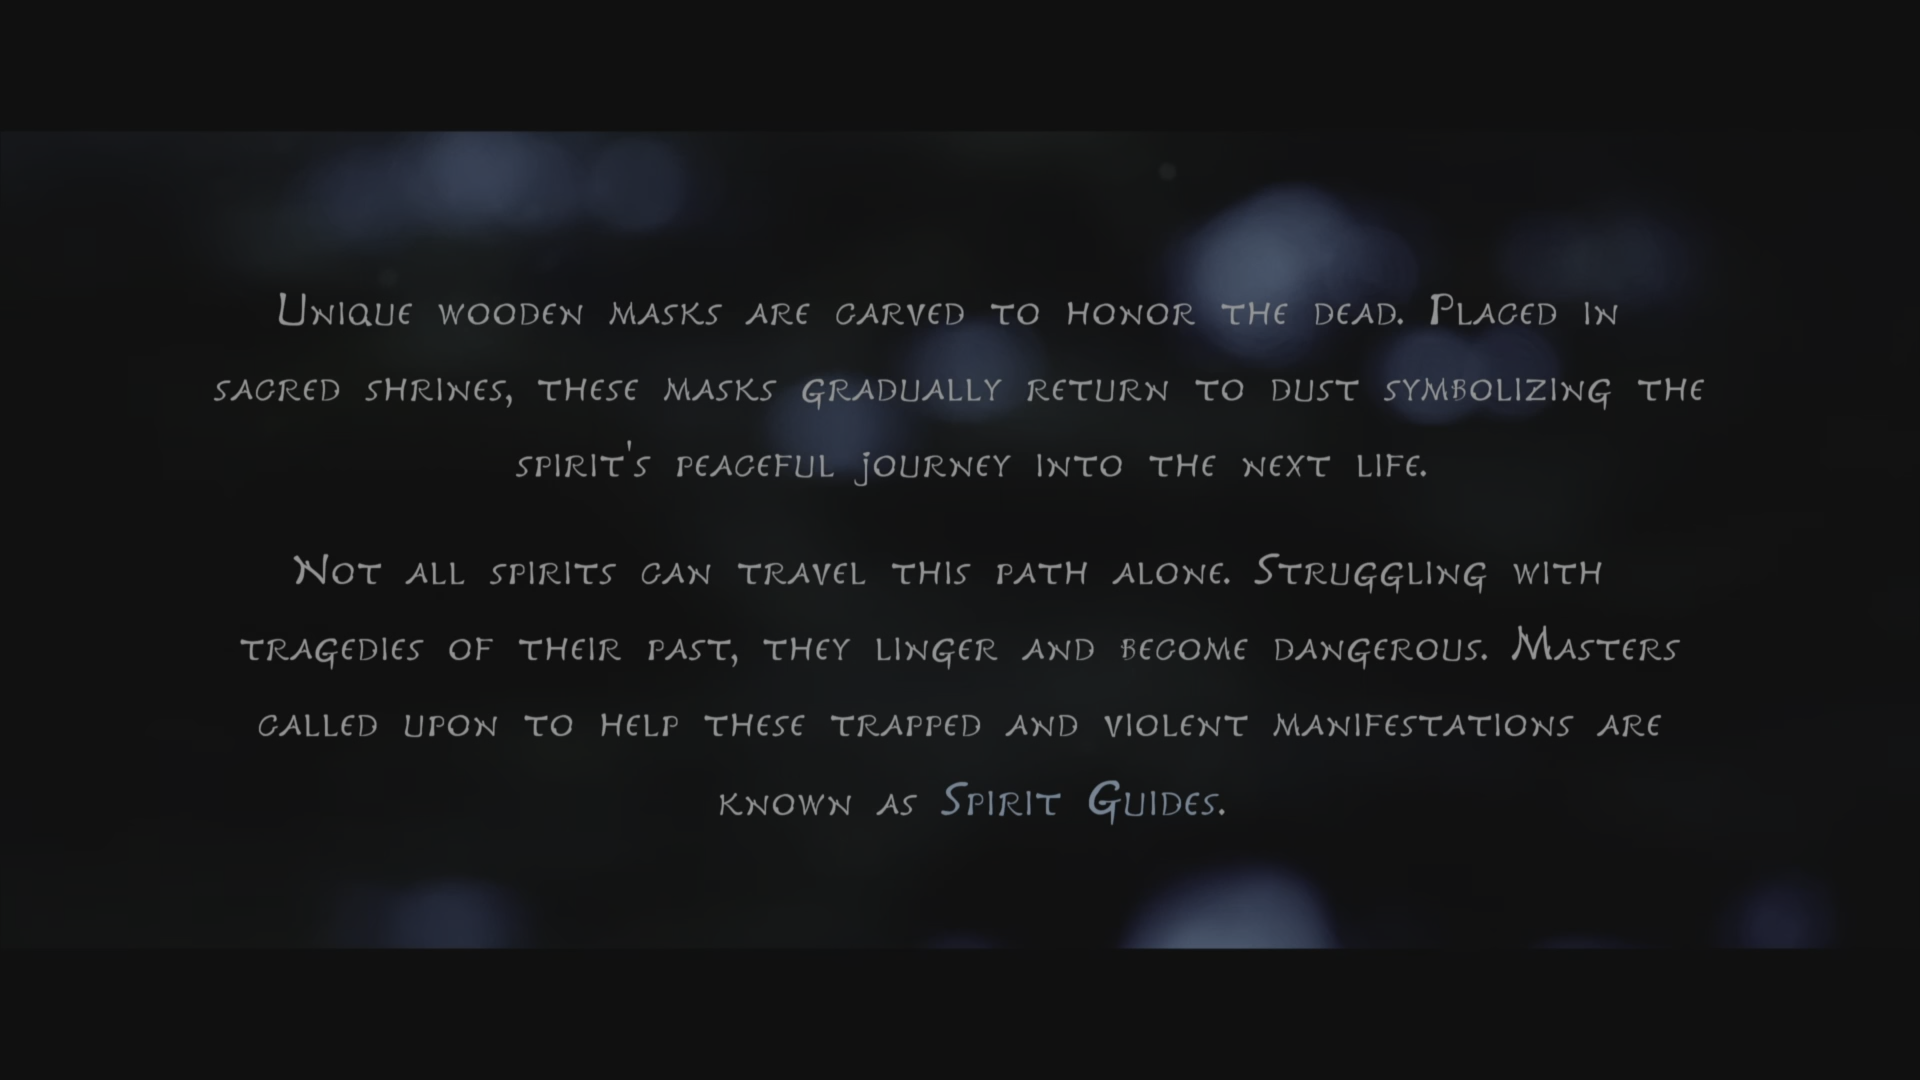 Unique wooden masks are carved to honor the dead. Placed in
sacred shrines, these masks gradually return to dust symbolizing the
spirit's peaceful journey into the next life.
Not all spirits can travel this path alone. Struggling with
tragedies of their past, they linger and become dangerous. Masters
called upon to help these trapped and violent manifestations are
known as Spirit Guides.